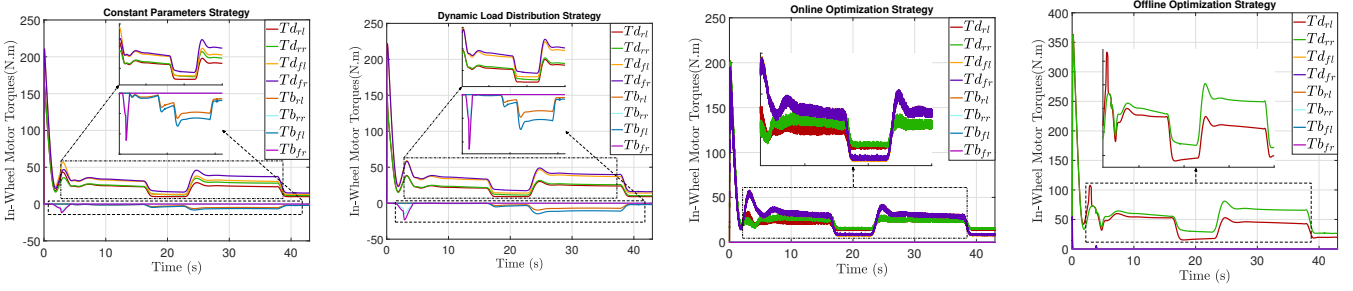 Constant Parameters Strategy
In-Wheel Motor Torques(N.m)
250
200
150
100
50
0
-50
0
10
20
30
40
Time (s)
Td_rl
Td_rr
Td_fl
Td_fr
Tb_rl
Tb_rr
Tb_fl
Tb_fr
Dynamic Load Distribution Strategy
In-Wheel Motor Torques(N.m)
250
200
150
100
50
0
-50
0
10
20
30
40
Time (s)
Td_rl
Td_rr
Td_fl
Td_fr
Tb_rl
Tb_rr
Tb_fl
Tb_fr
Online Optimization Strategy
In-Wheel Motor Torques(N.m)
250
200
150
100
50
0
0
10
20
30
40
Time (s)
Td_rl
Td_rr
Td_fl
Td_fr
Tb_rl
Tb_rr
Tb_fl
Tb_fr
Offline Optimization Strategy
In-Wheel Motor Torques(N.m)
400
350
300
250
200
150
100
50
0
0
10
20
30
40
Time (s)
Td_rl
Td_rr
Td_fl
Td_fr
Tb_rl
Tb_rr
Tb_fl
Tb_fr